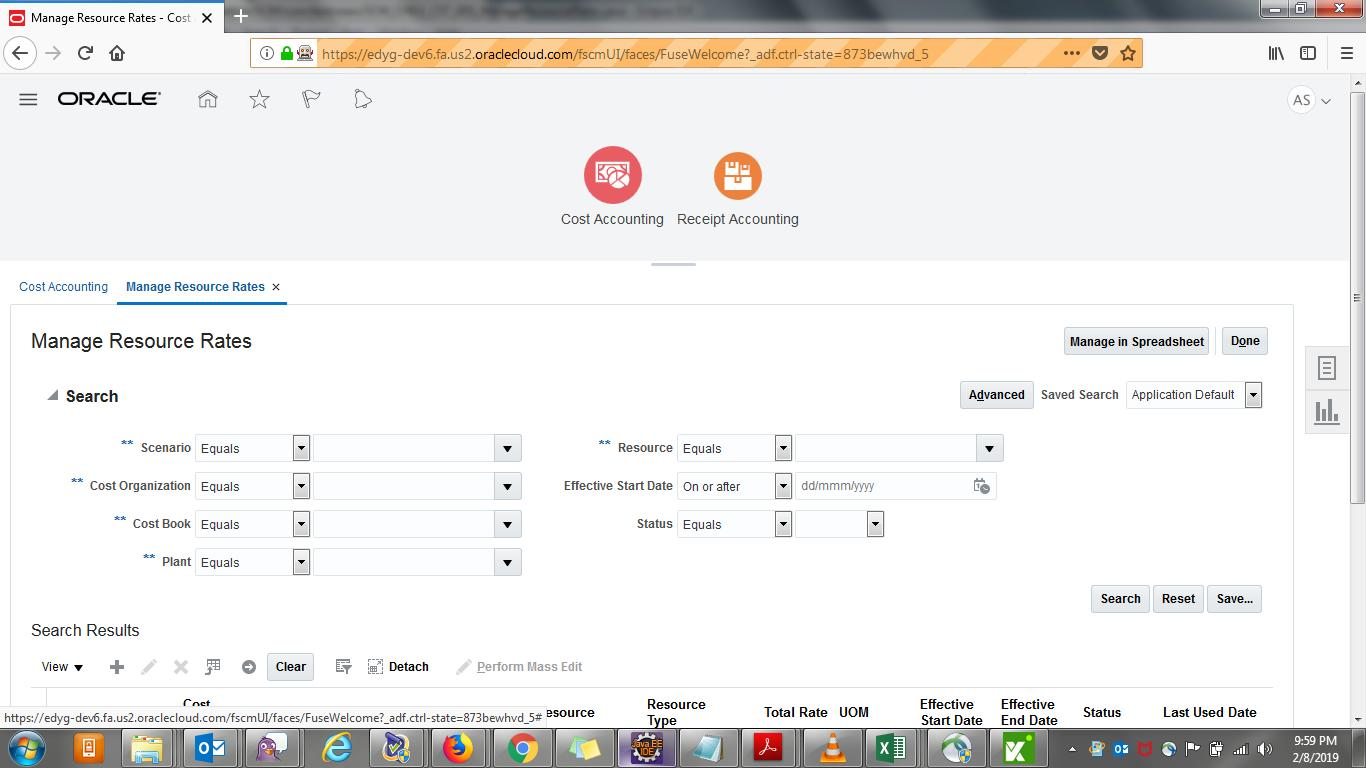 Manage Resource Rates - Cost
https://edyg-dev6.fa.us2.oraclecloud.com/fscmUI/faces/FuseWelcome?_adf.ctrl-state=873bewhvd_5
ORACLE
AS
Cost Accounting Receipt Accounting
Cost Accounting Manage Resource Rates
Manage Resource Rates
Manage in Spreadsheet Done
Search
Advanced Saved Search Application Default
** Scenario Equals ** Resource Equals
** Cost Organization Equals Effective Start Date On or after dd/mmm/yyyy
** Cost Book Equals Status Equals
** Plant Equals
Search Reset Save...
Search Results
View Clear Detach Perform Mass Edit
Cost Resource Effective Effective
Type Total Rate UOM Start Date End Date Status Last Used Date
https://edyg-dev6.fa.us2.oraclecloud.com/fscmUI/faces/FuseWelcome?_adf.ctrl-state=873bewhvd_5# esource
Java EE
IDE
9:59 PM
2/8/2019